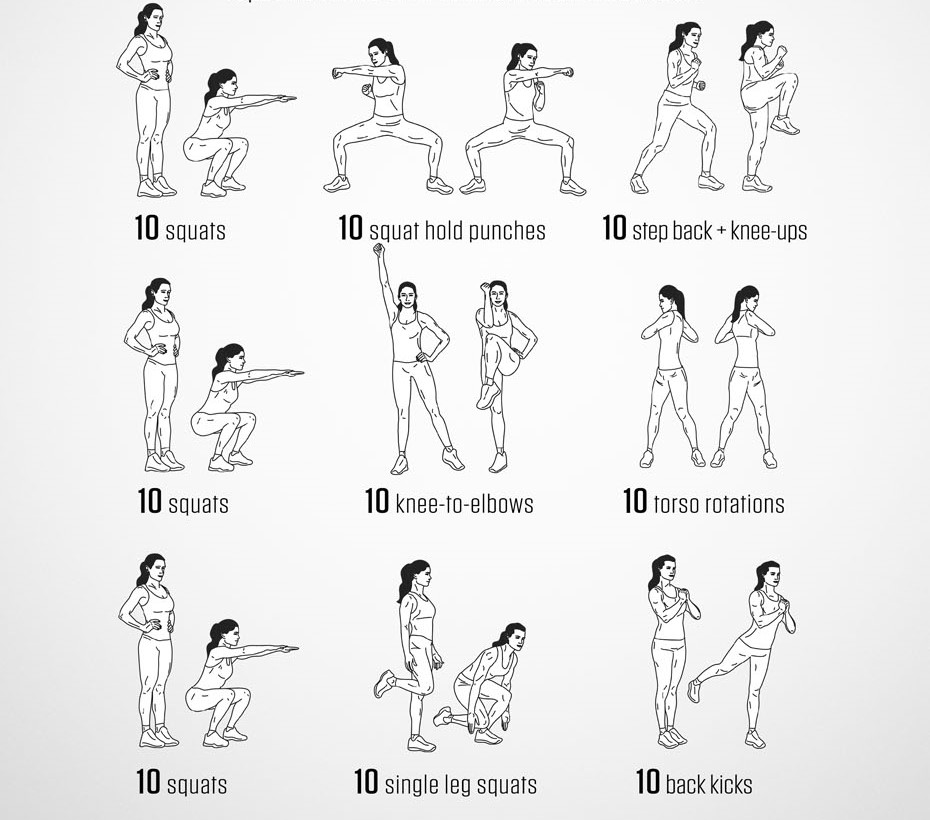 10 squats
10 squat hold punches
10 step back + knee-ups
10 squats
10 knee-to-elbows
10 torso rotations
10 squats
10 single leg squats
10 back kicks